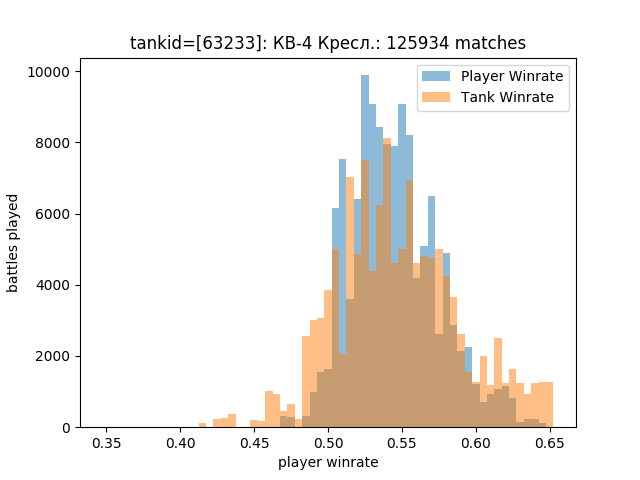 tankid=[63233]: КВ-4 Кресл.: 125934 matches
Player Winrate
Tank Winrate
10000
8000
6000
4000
2000
0
battles played
0.35 0.40 0.45 0.50 0.55 0.60 0.65
player winrate